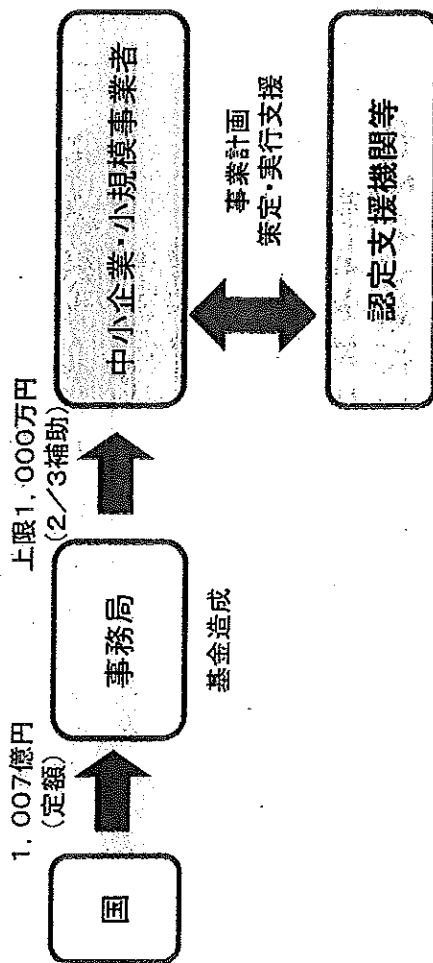 国
1, 007億円
(定額)
事務局
基金造成
上限1, 000万円
(2／3補助)
中小企業・小規模事業者
事業計画
策定・実行支援
認定支援機関等